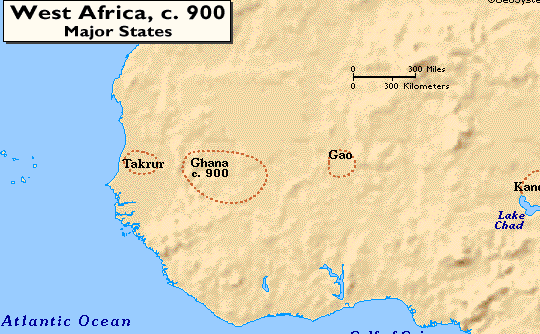 West Africa, c. 900
Major States
0 300 Miles
0 300 Kilometers
Takrur
Ghana
c. 900
Gao
Lake
Chad
Atlantic Ocean